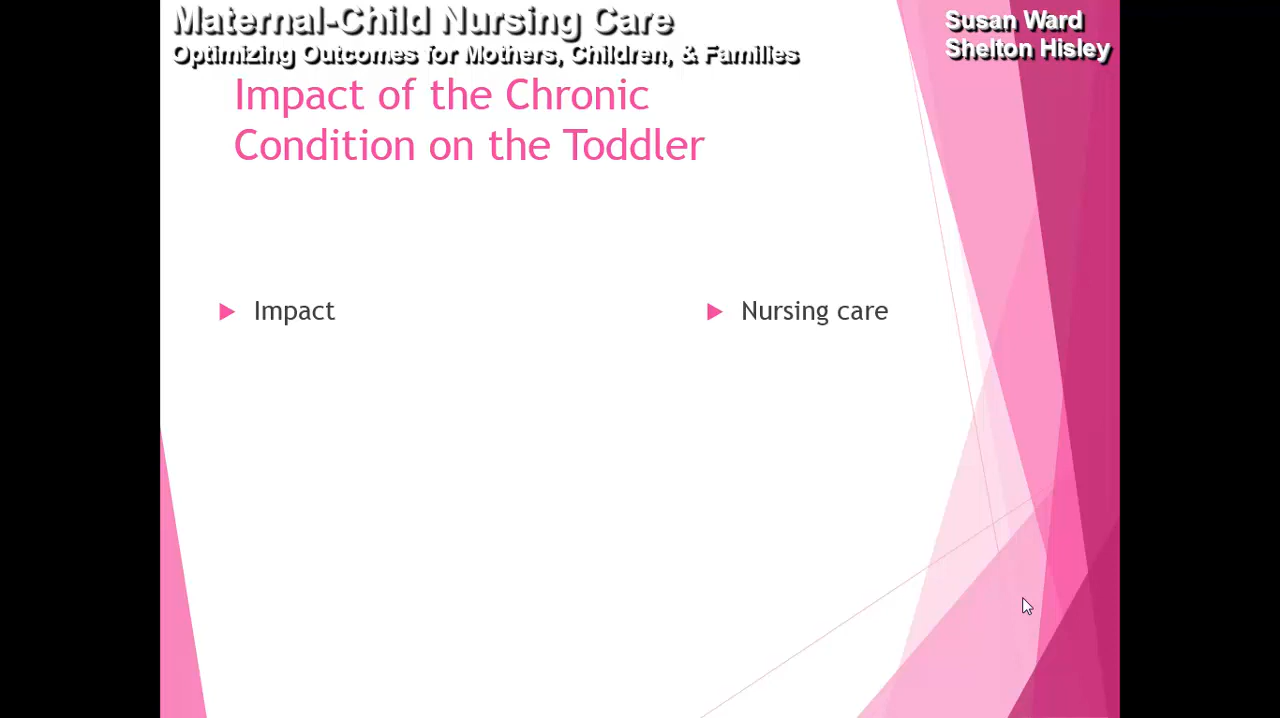 Maternal-Child Nursing Care
Optimizing Outcomes for Mothers, Children, & Families
Susan Ward
Shelton Hisley
Impact of the Chronic
Condition on the Toddler
Impact
Nursing care